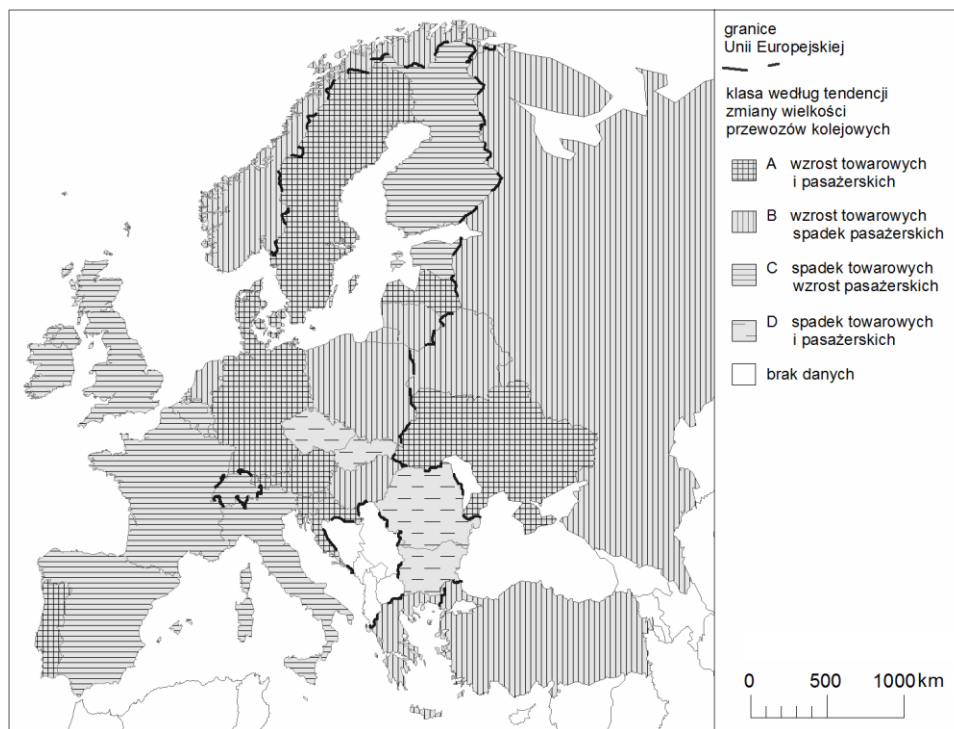 granice
Unii Europejskiej
klasa według tendencji
zmiany wielkości
przewozów kolejowych
A wzrost towarowych
i pasażerskich
B wzrost towarowych
spadek pasażerskich
C spadek towarowych
wzrost pasażerskich
D spadek towarowych
i pasażerskich
brak danych
0 500 1000 km